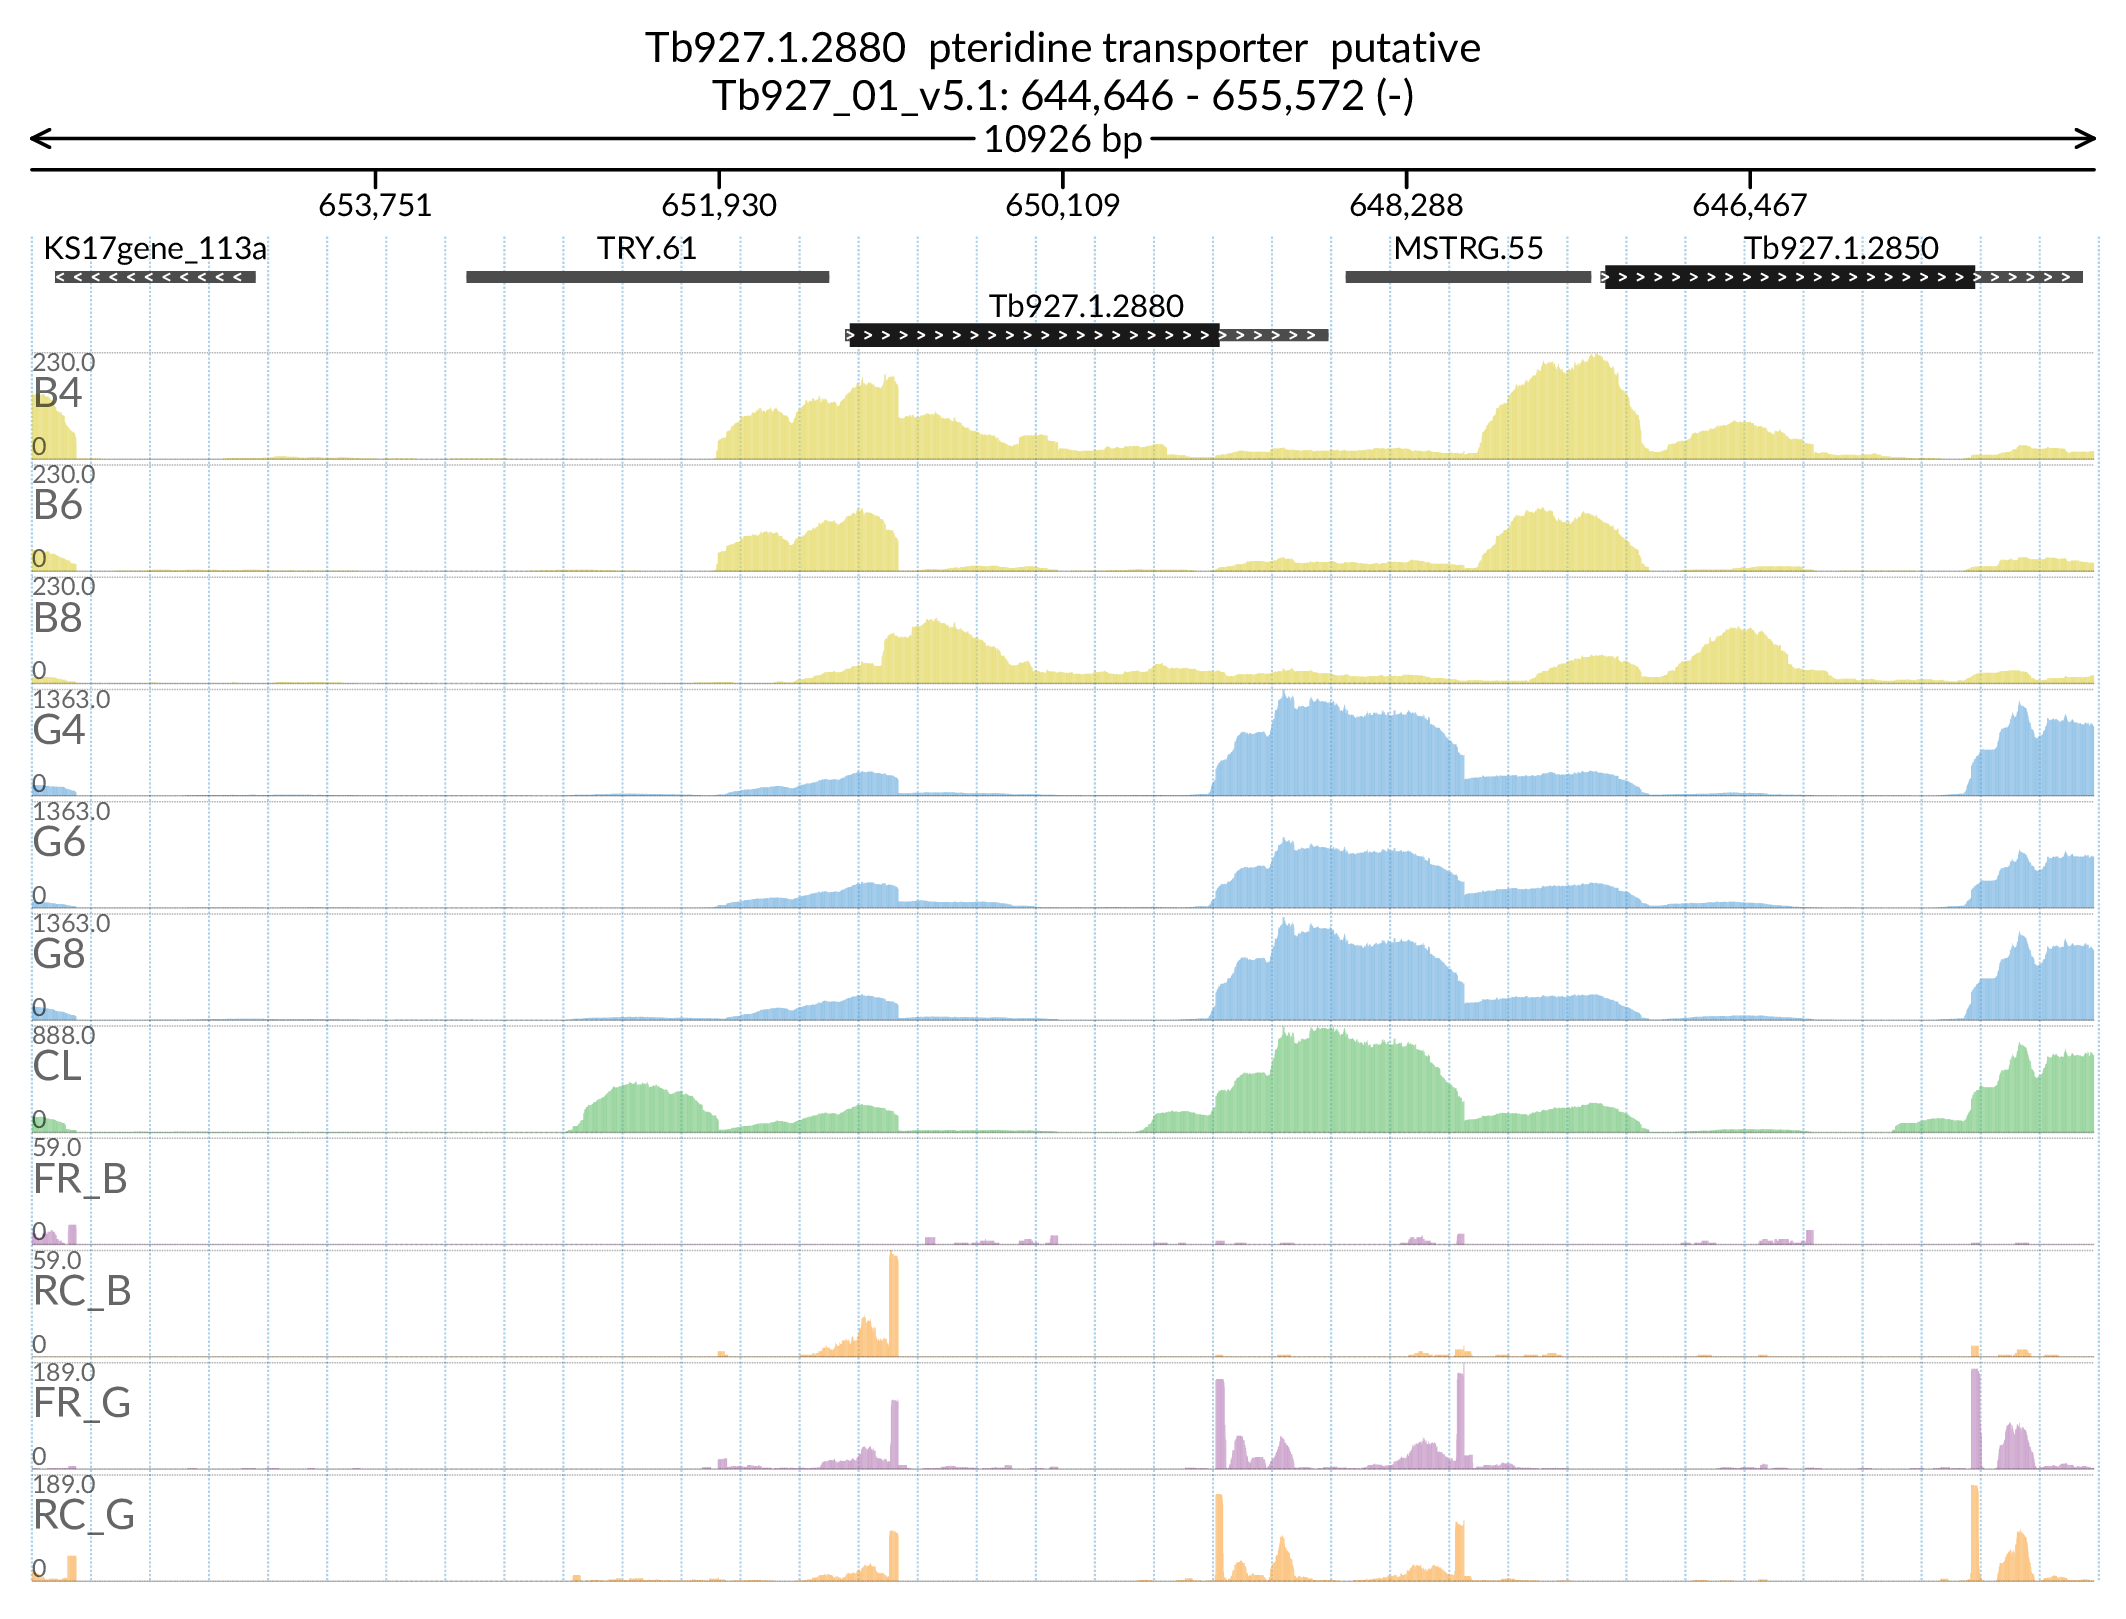 Tb927.1.2880  pteridine transporter  putative
Tb927_01_v5.1: 644,646 - 655,572 (-)
10926 bp
653,751 651,930 650,109 648,288 646,467
KS17gene_113a TRY.61 MSTRG.55 Tb927.1.2850
Tb927.1.2880
230.0
B4
0
230.0
B6
0
230.0
B8
0
1363.0
G4
0
1363.0
G6
0
1363.0
G8
0
888.0
CL
0
59.0
FR_B
0
59.0
RC_B
0
189.0
FR_G
0
189.0
RC_G
0